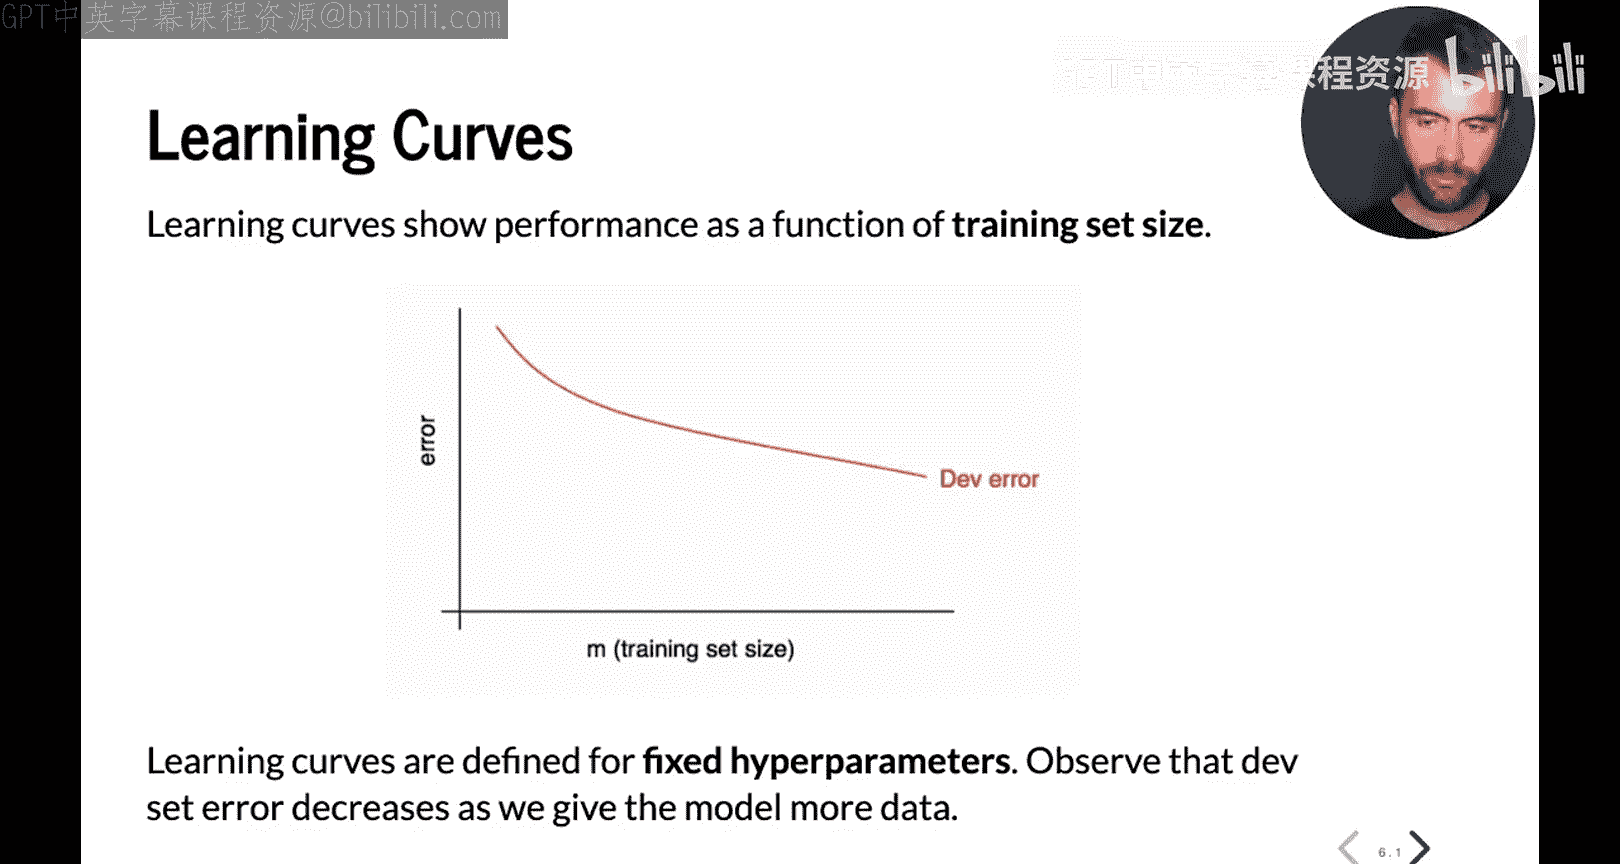 GPT中英字幕课程资源@bilibili.com
课程资源 bilibili
Learning Curves
Learning curves show performance as a function of training set size.
error
Dev error
m (training set size)
Learning curves are defined for fixed hyperparameters. Observe that dev
set error decreases as we give the model more data.
6.1